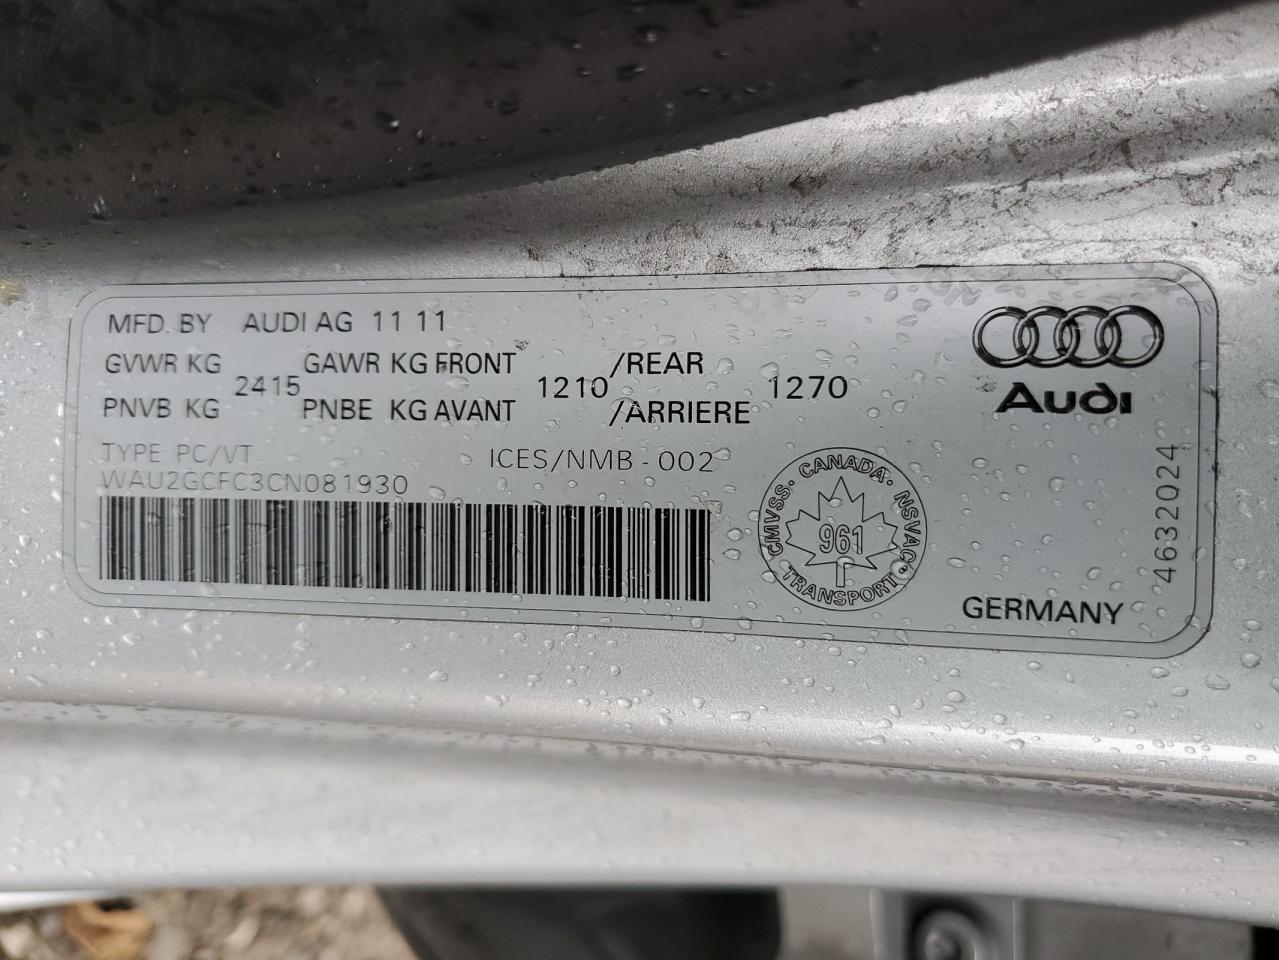 MFD. BY AUDI AG 11 11
GVWR KG GAWR KG FRONT /REAR
2415 1210 1270
PNVB KG PNBE KG AVANT /ARRIERE
TYPE PC/VT ICES/NMB - 002
WAU2GCFC3CN081930
Audi
CMVSS. CANADA. NSVAC.
961
TRANSPORT
GERMANY
4632024